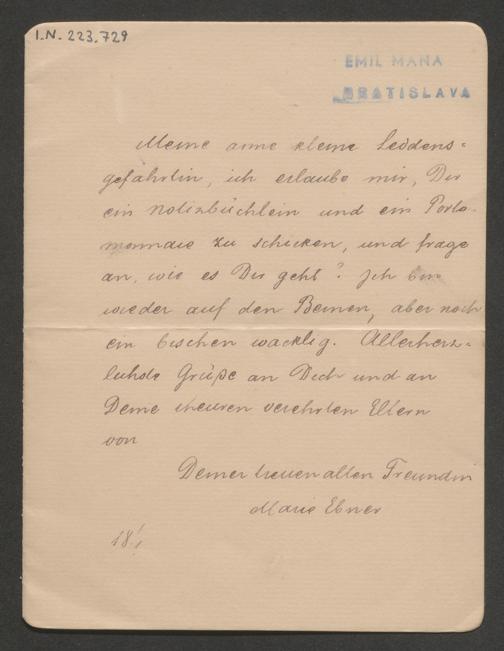 I.N. 223.729
EMIL MAŇA
BRATISLAVA
Meine arme kleine Leidens-
gefährtin, ich erlaube mir, Dir
ein Notizbüchlein und ein Porte-
monnaie zu schicken, und frage
an, wie es Dir geht? Ich bin
wieder auf den Beinen, aber noch
ein bischen wacklig. Allerherz-
lichste Grüße an Dich und an
Deine theuren verehrten Eltern
von
Deiner treuen alten Freundin
Marie Ebner
18/1